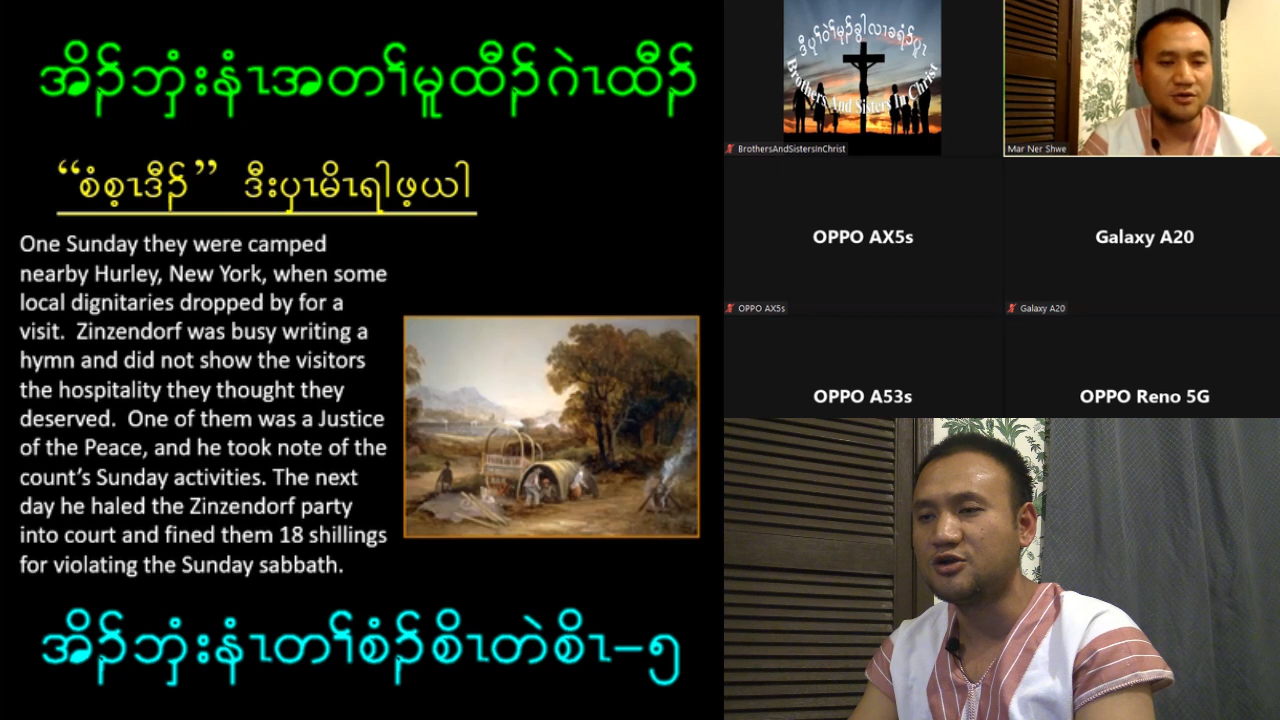 အိၣ်ဘှံးနံၤအတၢ်မူထီၣ်ဂဲၤထီၣ်
“စံစ့ၤဒီၣ်” ဒီးပှၤမိၤရါဖ့ယါ
One Sunday they were camped
nearby Hurley, New York, when some
local dignitaries dropped by for a
visit. Zinzendorf was busy writing a
hymn and did not show the visitors
the hospitality they thought they
deserved. One of them was a Justice
of the Peace, and he took note of the
count’s Sunday activities. The next
day he haled the Zinzendorf party
into court and fined them 18 shillings
for violating the Sunday sabbath.
အိၣ်ဘှံးနံၤတၢ်စံၣ်စိၤတဲစိၤ–၅
Brothers And Sisters In Christ
BrothersAndSistersInChrist
Mar Ner Shwe
OPPO AX5s
Galaxy A20
OPPO AX5s
Galaxy A20
OPPO A53s
OPPO Reno 5G